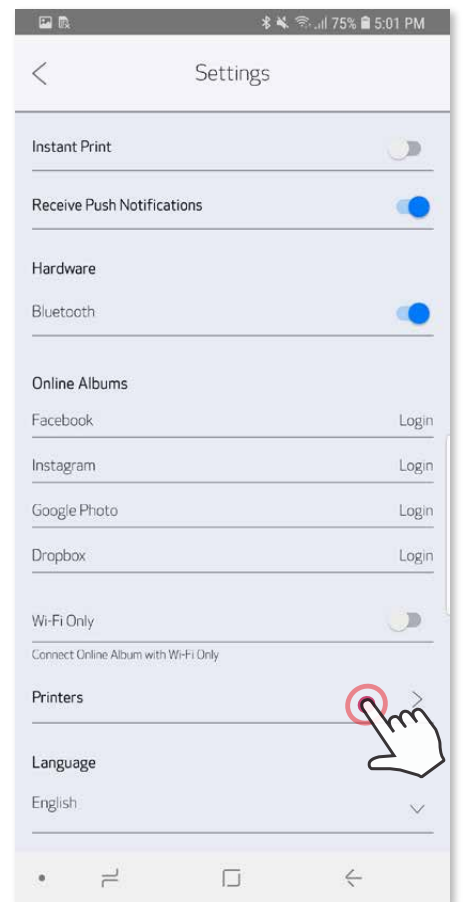 75% 5:01 PM
Settings
Instant Print
Receive Push Notifications
Hardware
Bluetooth
Online Albums
Facebook Login
Instagram Login
Google Photo Login
Dropbox Login
Wi-Fi Only
Connect Online Album with Wi-Fi Only
Printers
Language
English